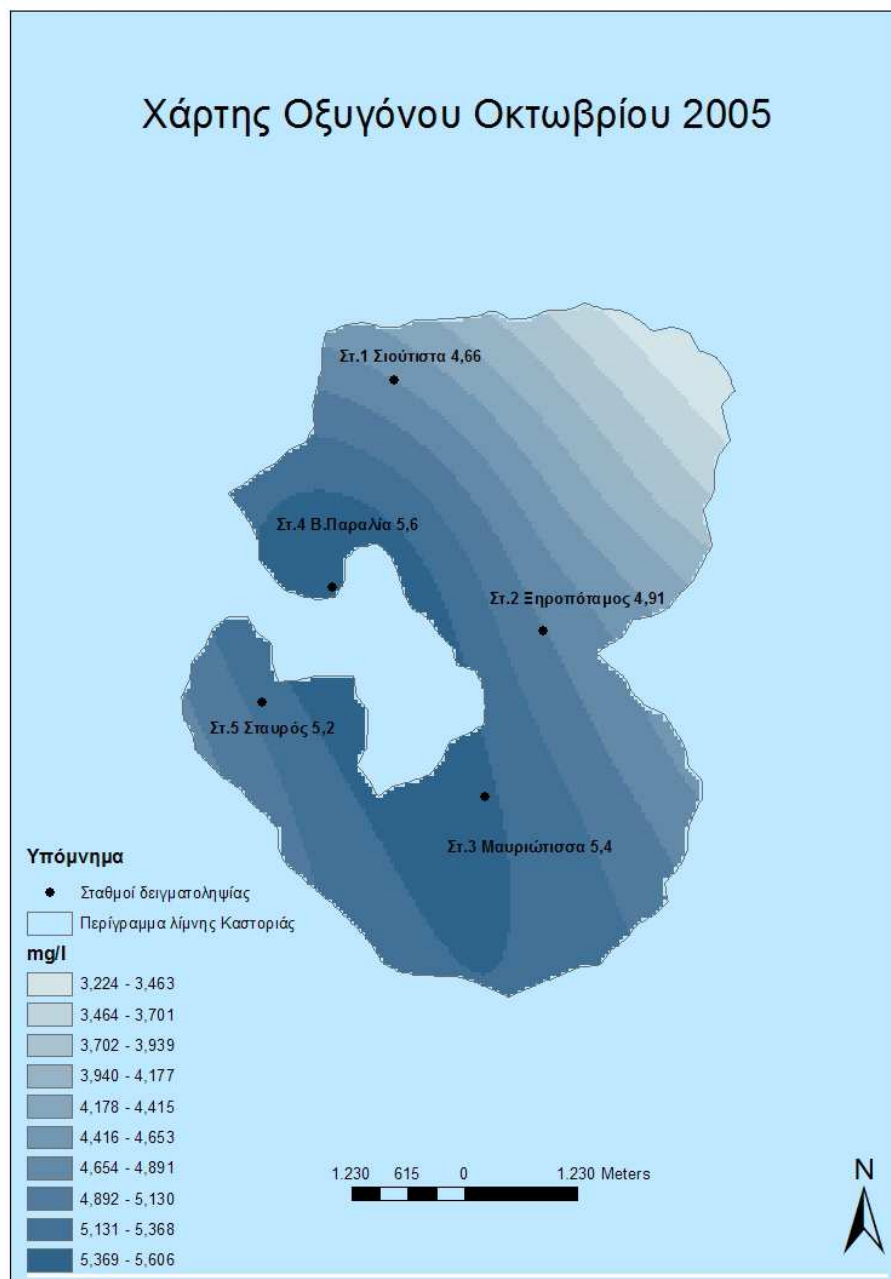 Χάρτης Οξυγόνου Οκτωβρίου 2005
Στ.1 Σιούτιστα 4,66
Στ.4 Β.Παραλία 5,6
Στ.2 Ξηροπόταμος 4,91
Στ.5 Σταυρός 5,2
Στ.3 Μαυριώτισσα 5,4
Υπόμνημα
Σταθμοί δειγματοληψίας
Περίγραμμα λίμνης Καστοριάς
mg/l
3,224 - 3,463
3,464 - 3,701
3,702 - 3,939
3,940 - 4,177
4,178 - 4,415
4,416 - 4,653
4,654 - 4,891
4,892 - 5,130
5,131 - 5,368
5,369 - 5,606
1.230 615 0 1.230 Meters
N